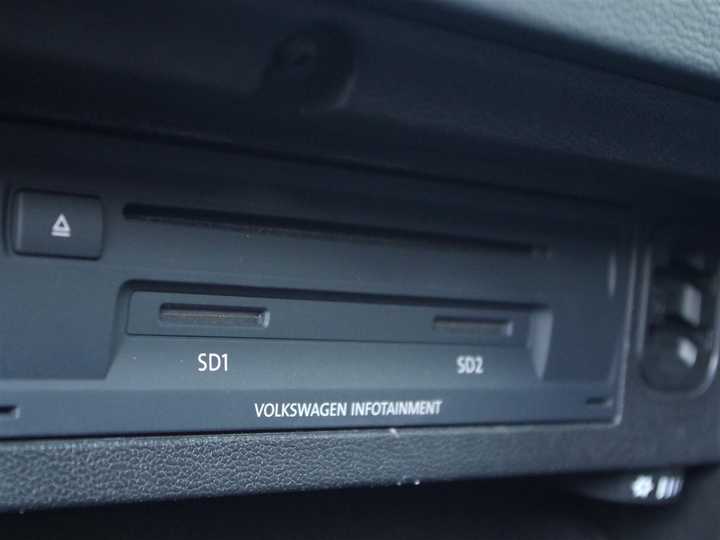 SD1 SD2
VOLKSWAGEN INFOTAINMENT